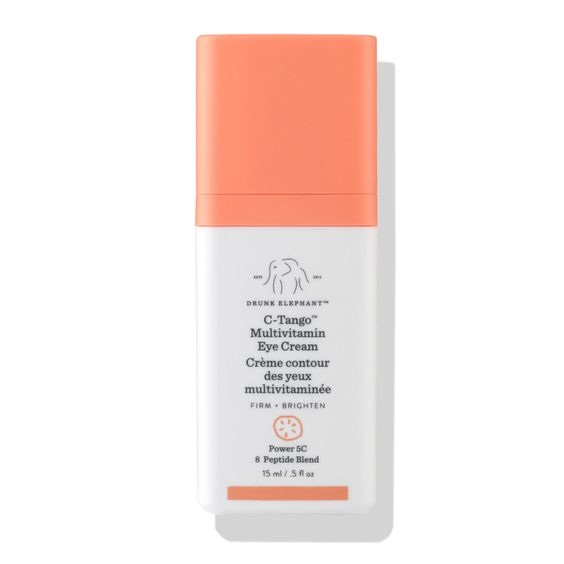 ESTD 2012
DRUNK ELEPHANT™
C-Tango™
Multivitamin
Eye Cream
Crème contour
des yeux
multivitaminée
FIRM + BRIGHTEN
Power 5C
8 Peptide Blend
15 ml / .5 fl oz